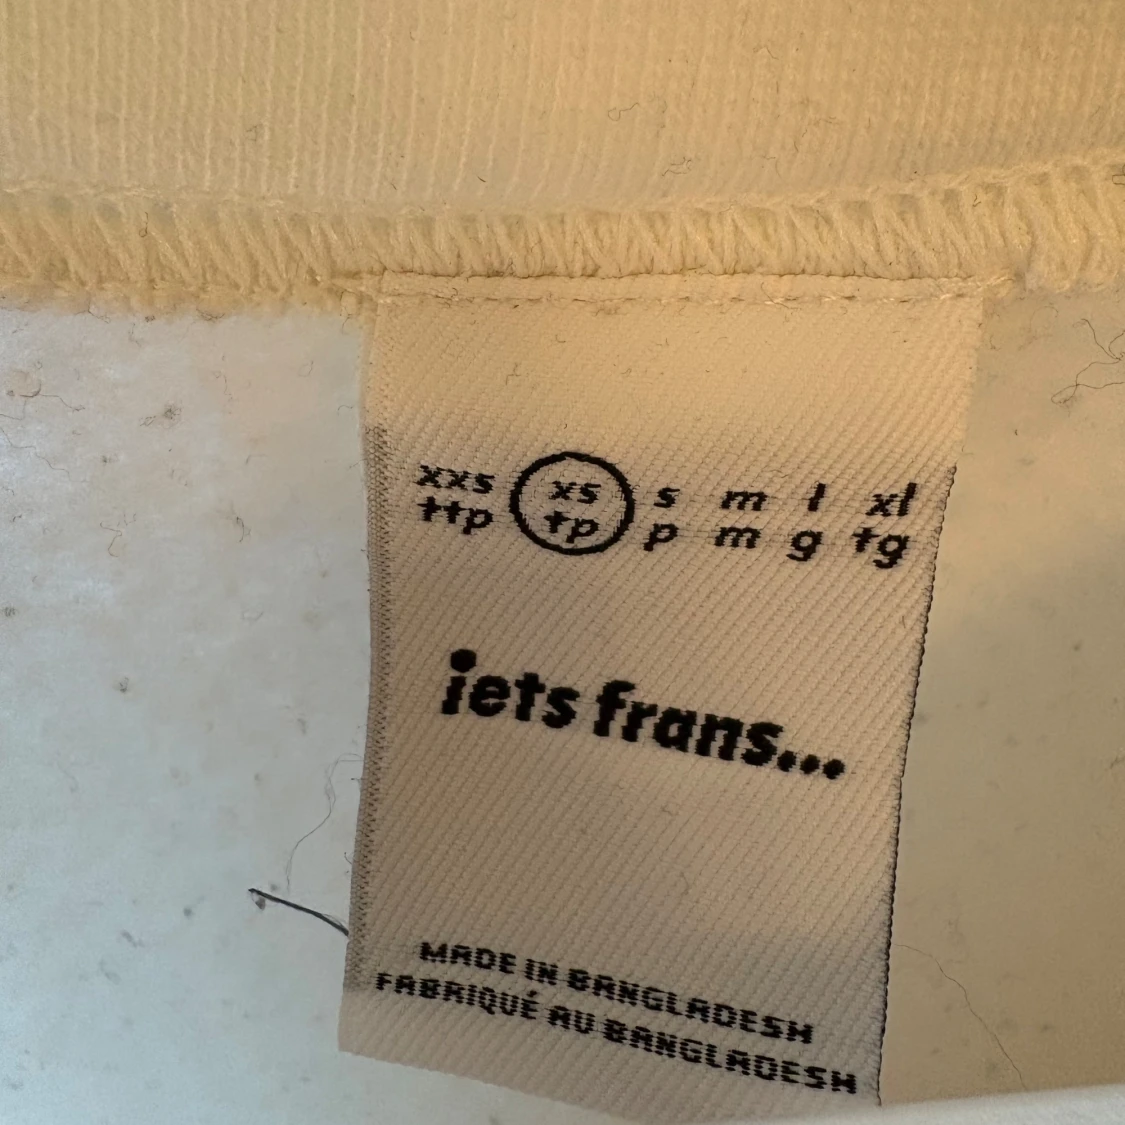 xxs xs s m l xl
ttp tp p m g tg
iets frans...
MADE IN BANGLADESH
FABRIQUÉ AU BANGLADESH